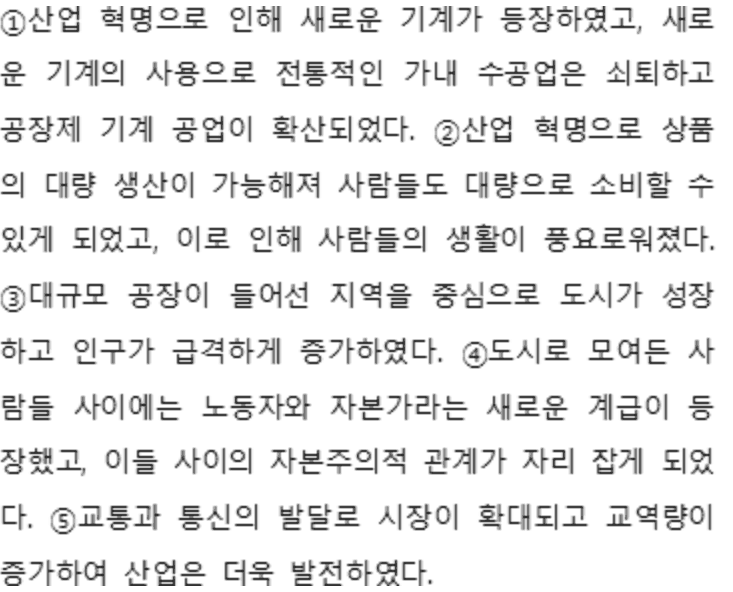 ①산업 혁명으로 인해 새로운 기계가 등장하였고, 새로
운 기계의 사용으로 전통적인 가내 수공업은 쇠퇴하고
공장제 기계 공업이 확산되었다. ②산업 혁명으로 상품
의 대량 생산이 가능해져 사람들도 대량으로 소비할 수
있게 되었고, 이로 인해 사람들의 생활이 풍요로워졌다.
③대규모 공장이 들어선 지역을 중심으로 도시가 성장
하고 인구가 급격하게 증가하였다. ④도시로 모여든 사
람들 사이에는 노동자와 자본가라는 새로운 계급이 등
장했고, 이들 사이의 자본주의적 관계가 자리 잡게 되었
다. ⑤교통과 통신의 발달로 시장이 확대되고 교역량이
증가하여 산업은 더욱 발전하였다.